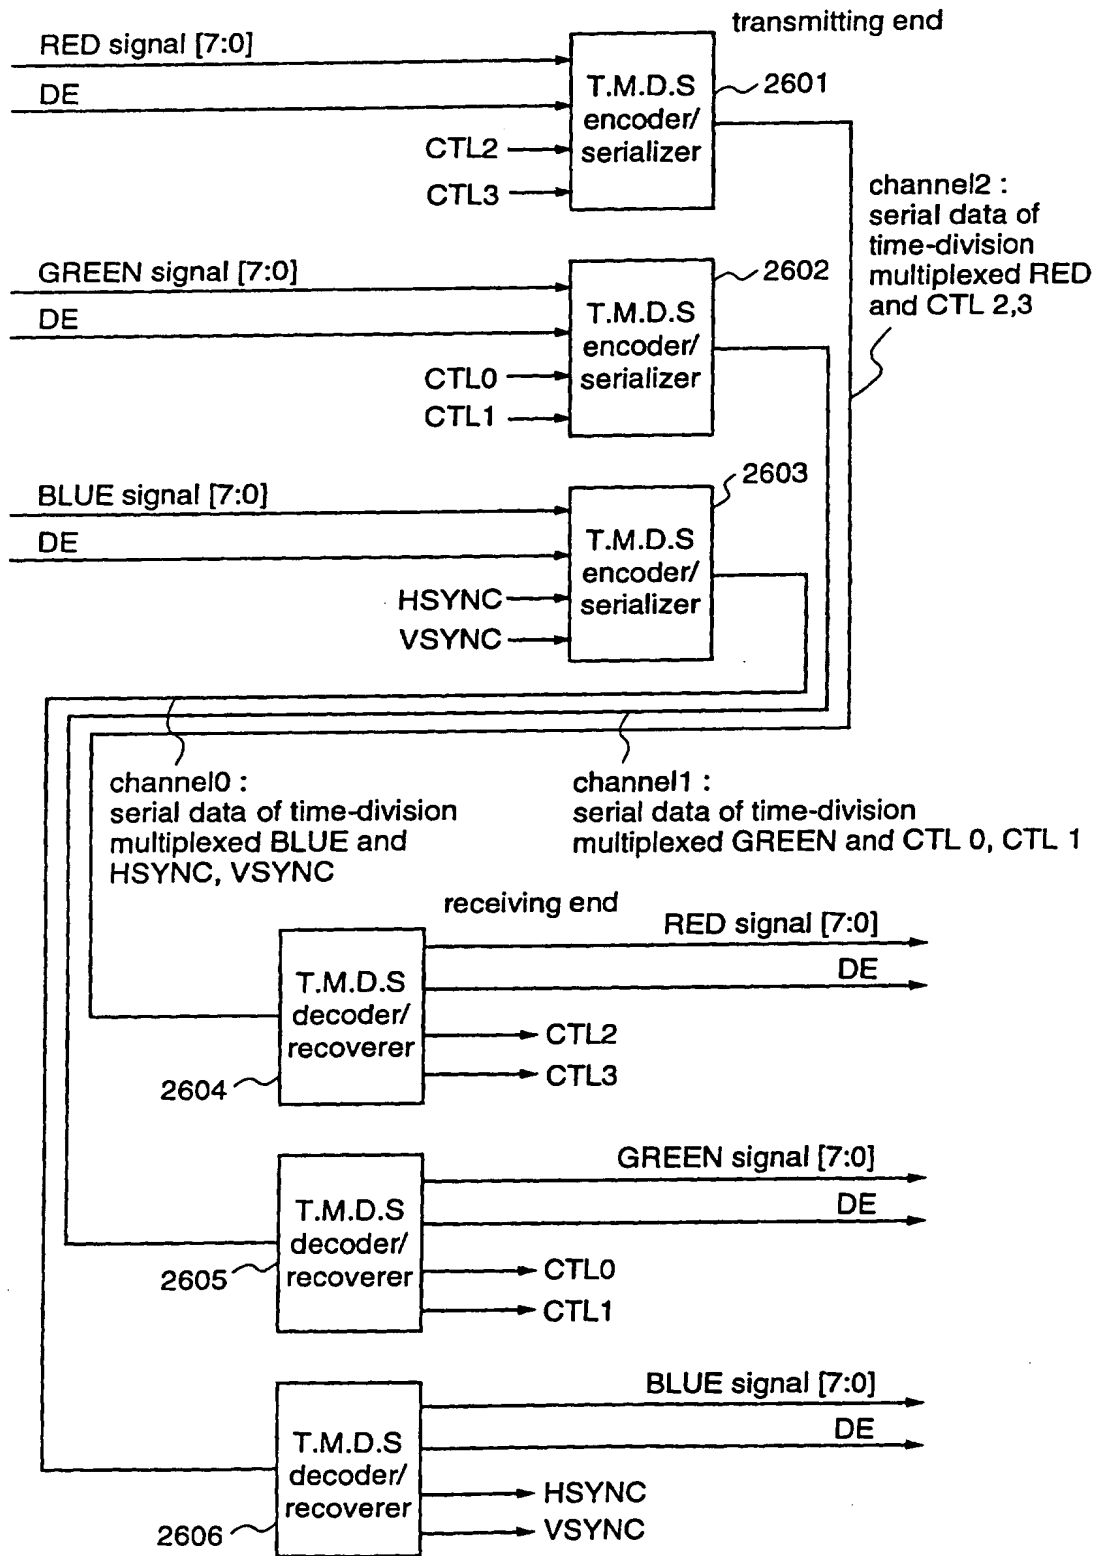 transmitting end
RED signal [7:0]
DE
CTL2
CTL3
T.M.D.S
encoder/
serializer
2601
channel2 :
serial data of
time-division
multiplexed RED
and CTL 2,3
GREEN signal [7:0]
DE
CTL0
CTL1
T.M.D.S
encoder/
serializer
2602
BLUE signal [7:0]
DE
HSYNC
VSYNC
T.M.D.S
encoder/
serializer
2603
channel0 :
serial data of time-division
multiplexed BLUE and
HSYNC, VSYNC
channel1 :
serial data of time-division
multiplexed GREEN and CTL 0, CTL 1
receiving end
T.M.D.S
decoder/
recoverer
2604
RED signal [7:0]
DE
CTL2
CTL3
T.M.D.S
decoder/
recoverer
2605
GREEN signal [7:0]
DE
CTL0
CTL1
T.M.D.S
decoder/
recoverer
2606
BLUE signal [7:0]
DE
HSYNC
VSYNC